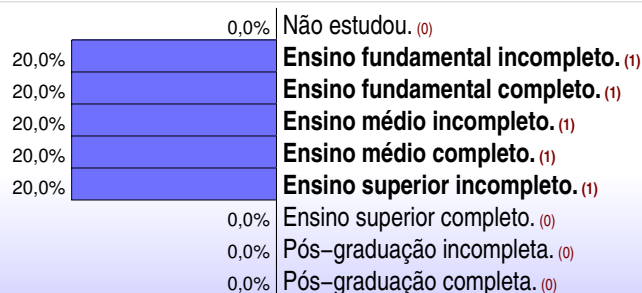 0,0% Não estudou. (0)
20,0% Ensino fundamental incompleto. (1)
20,0% Ensino fundamental completo. (1)
20,0% Ensino médio incompleto. (1)
20,0% Ensino médio completo. (1)
20,0% Ensino superior incompleto. (1)
0,0% Ensino superior completo. (0)
0,0% Pós−graduação incompleta. (0)
0,0% Pós−graduação completa. (0)